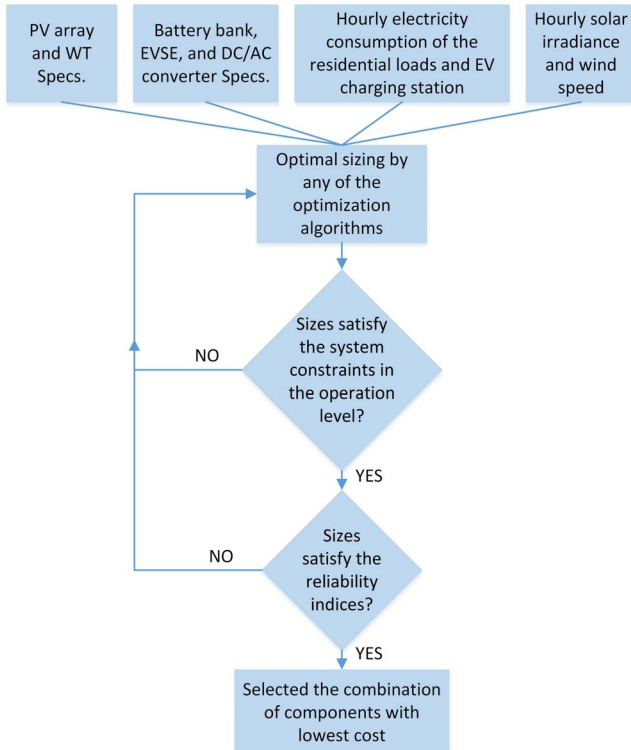 PV array
and WT
Specs.
Battery bank,
EVSE, and DC/AC
converter Specs.
Hourly electricity
consumption of the
residential loads and EV
charging station
Hourly solar
irradiance
and wind
speed
Optimal sizing by
any of the
optimization
algorithms
Sizes satisfy
the system
constraints in
the operation
level?
NO
YES
Sizes
satisfy the
reliability
indices?
NO
YES
Selected the combination
of components with
lowest cost